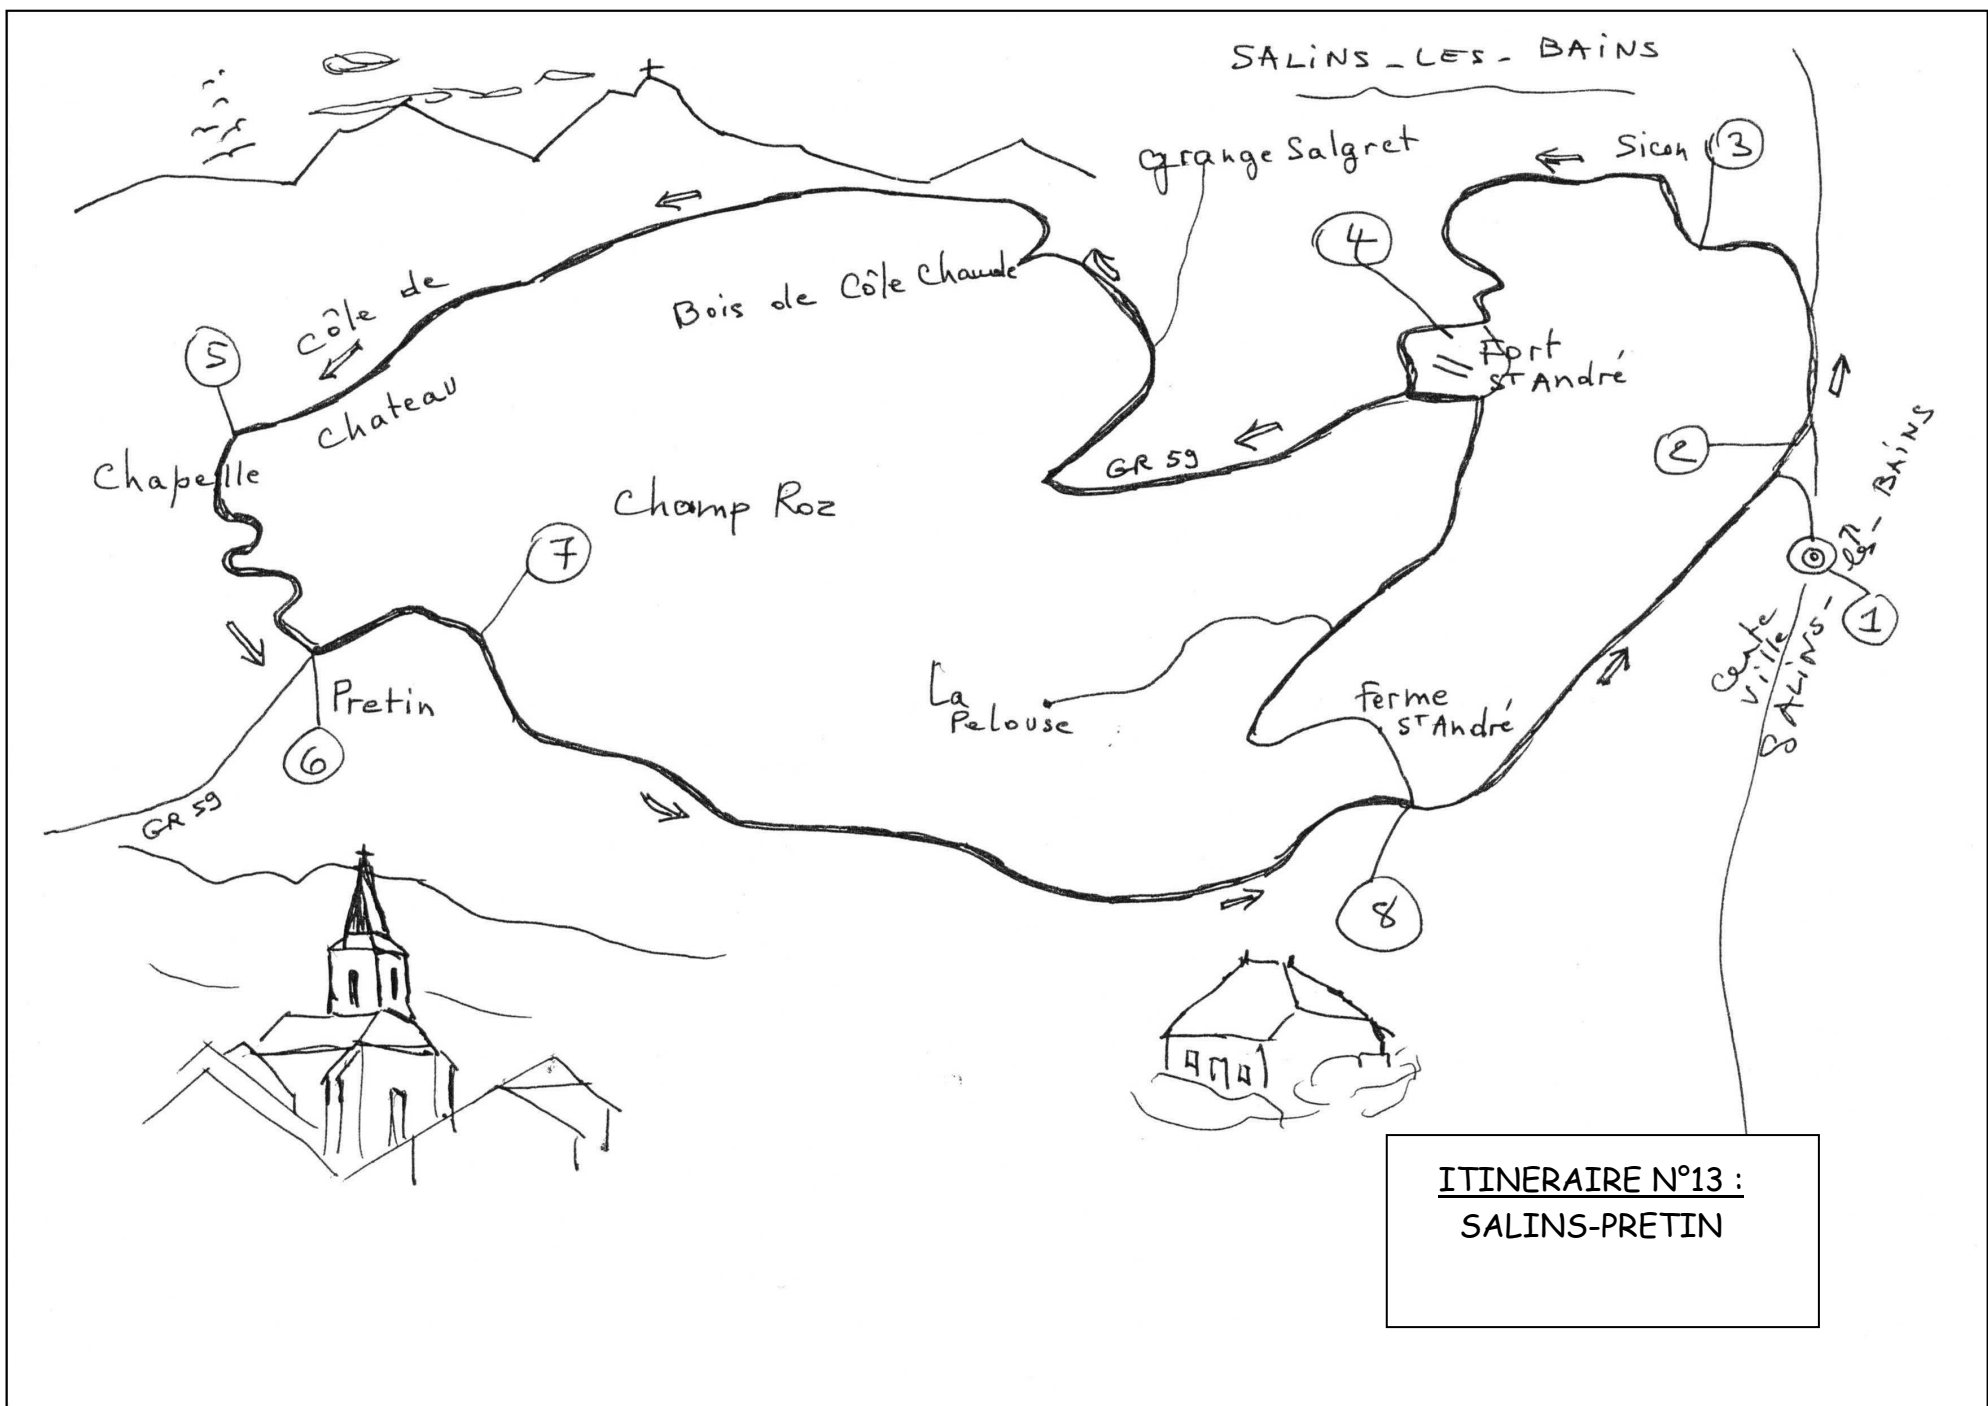 SALINS - LES - BAINS
grange Salgret
Sicon
3
4
Côte de
Chateau
Bois de Côte Chaude
5
Fort
ST André
2
GR 59
Chapelle
Champ Roz
7
1
Centre
Ville
SALINS - les - BAINS
La
Pelouse
Ferme
ST André
Pretin
6
GR 59
8
ITINERAIRE N°13 :
SALINS-PRETIN